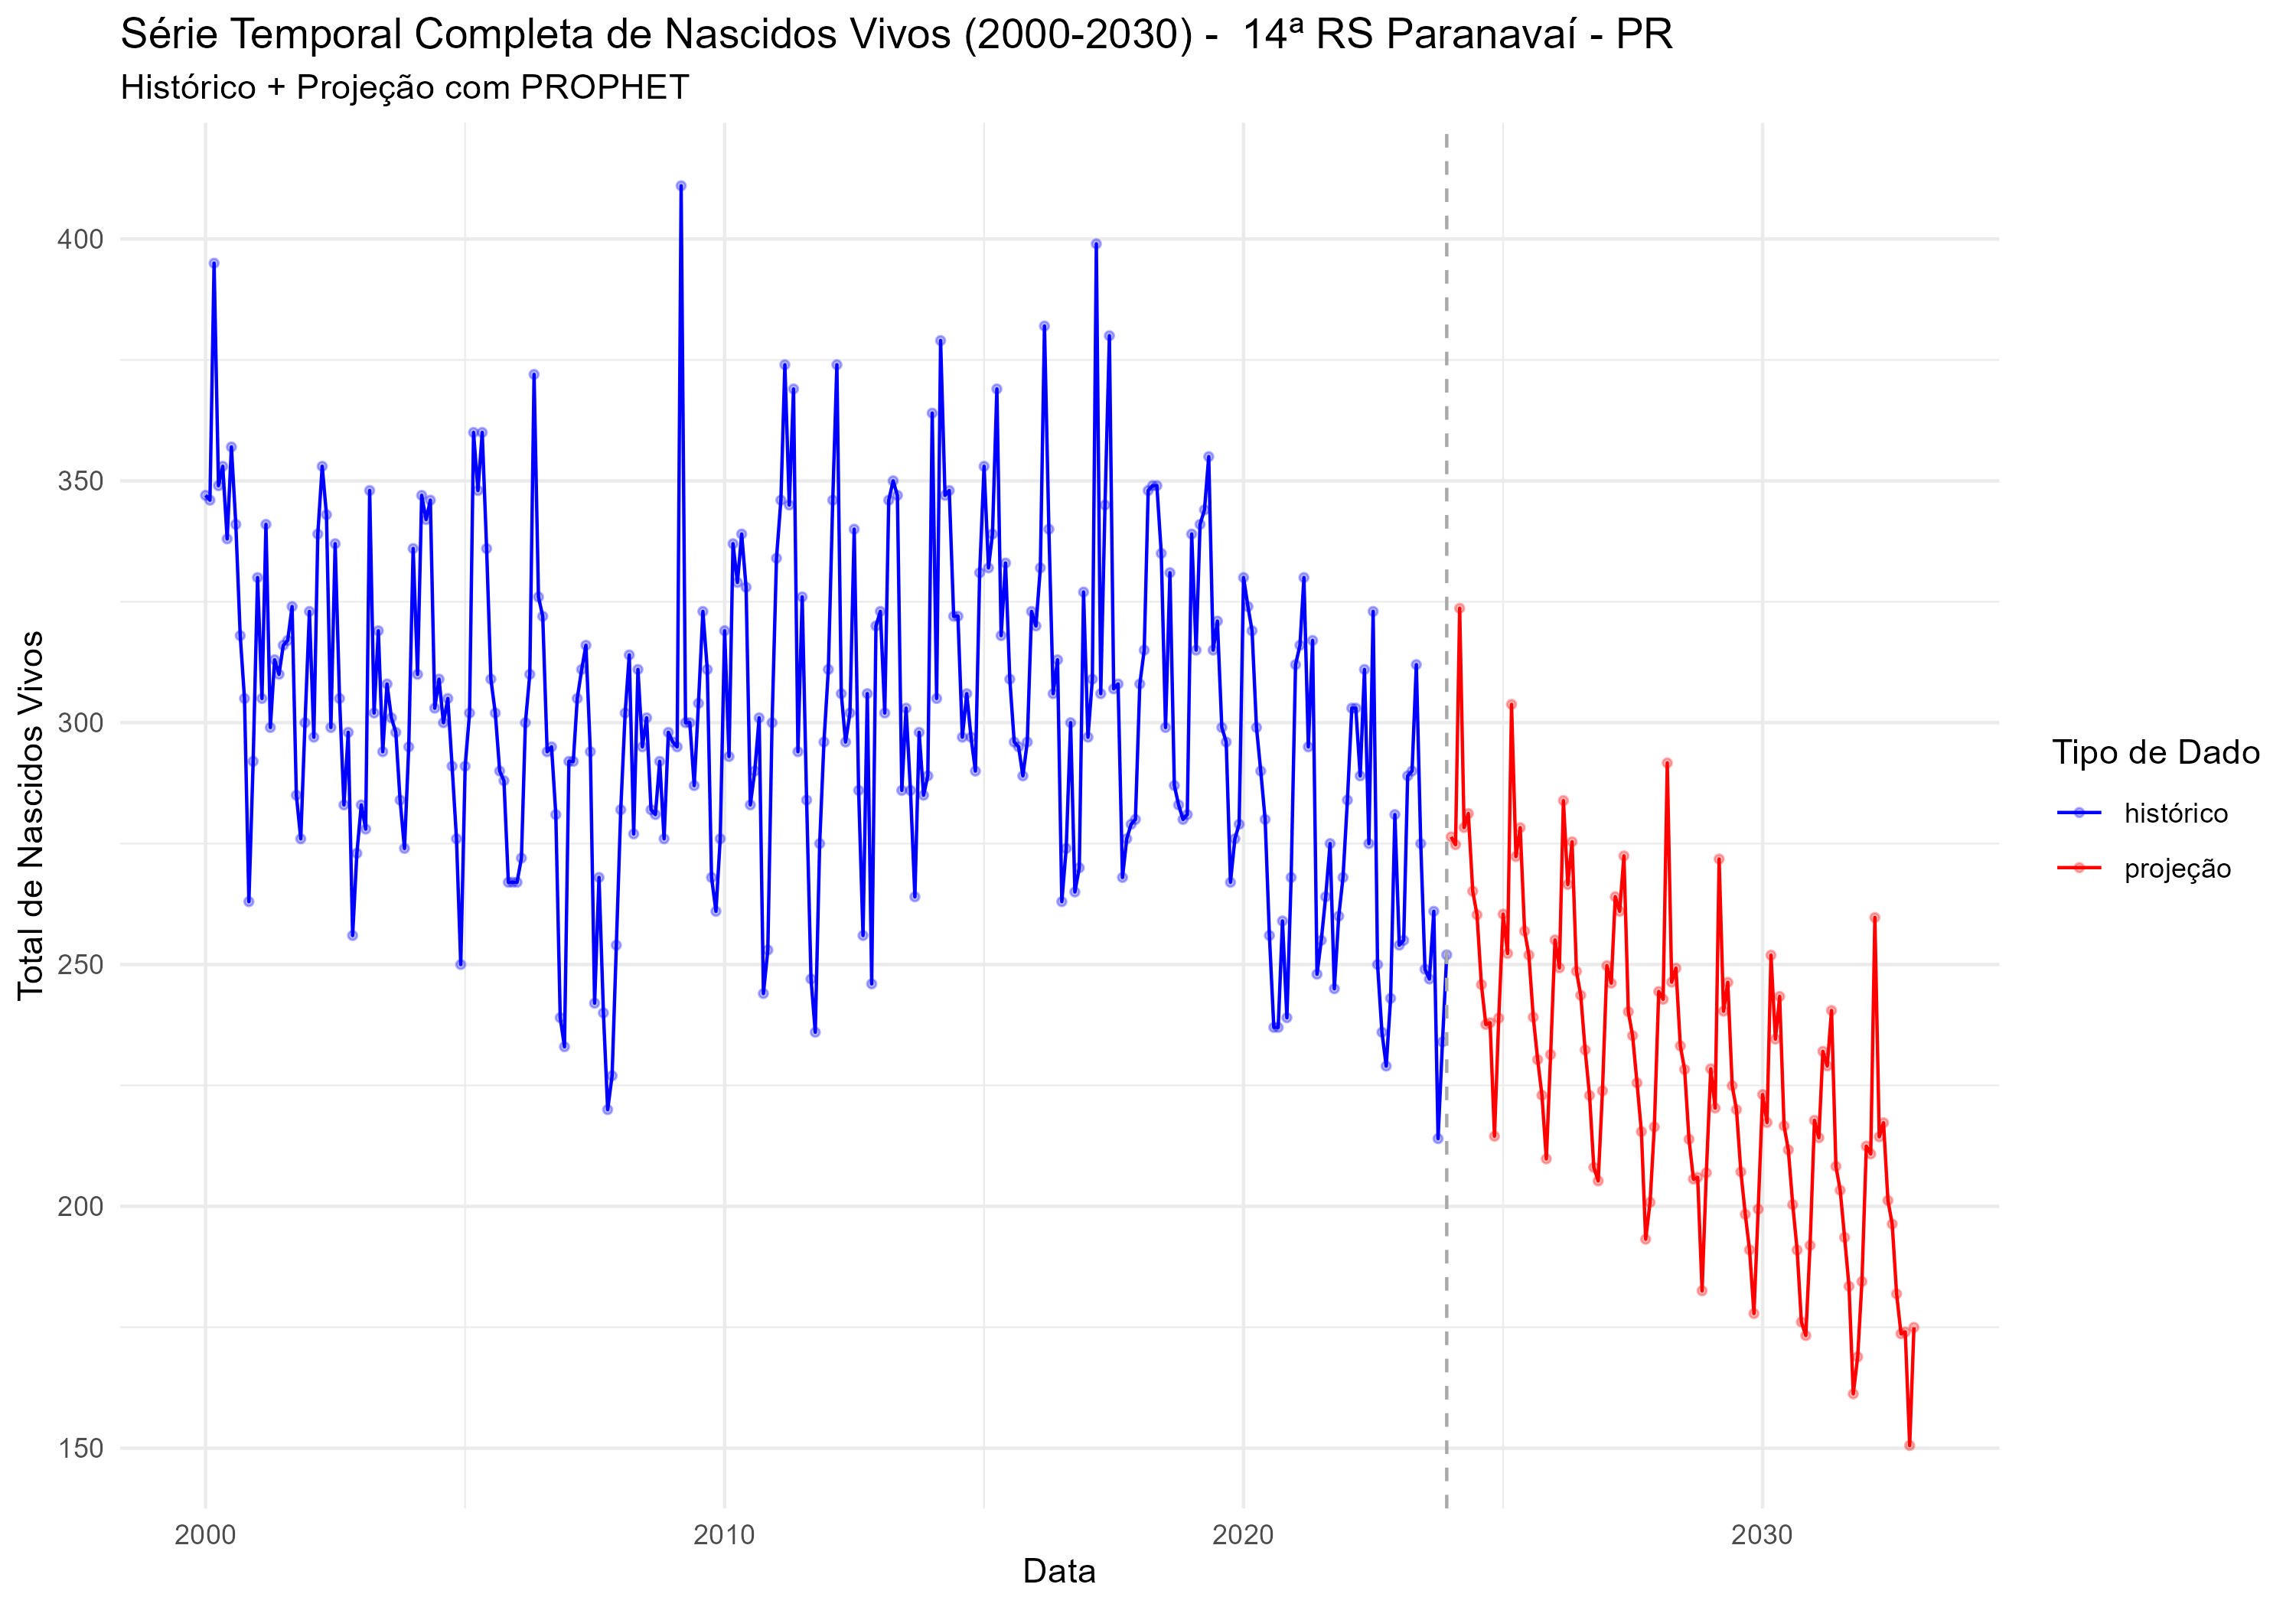 Série Temporal Completa de Nascidos Vivos (2000-2030) -  14ª RS Paranavaí - PR
Histórico + Projeção com PROPHET
Total de Nascidos Vivos
400
350
300
250
200
150
2000
2010
2020
2030
Data
Tipo de Dado
histórico
projeção